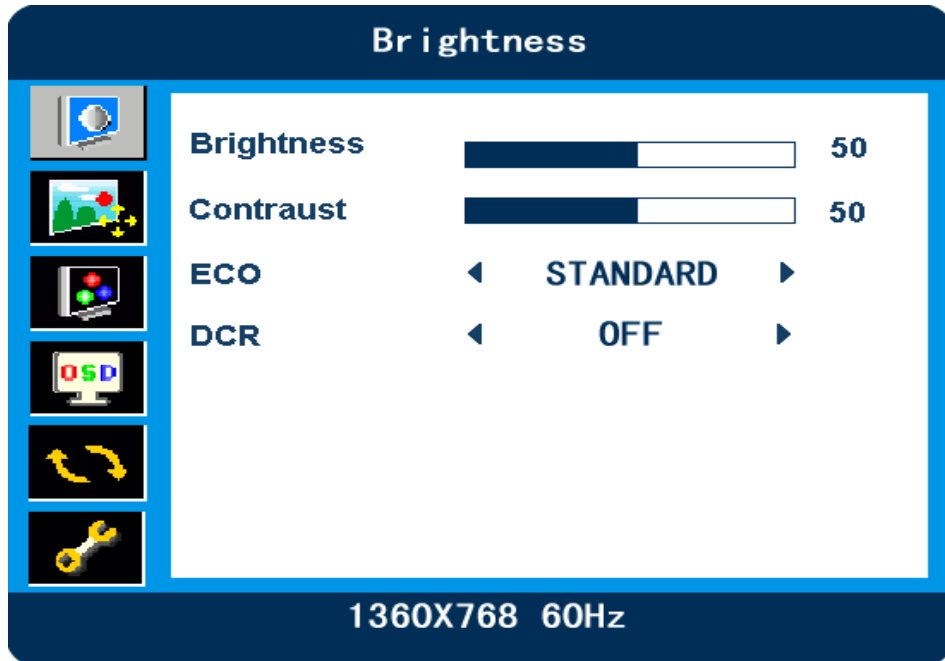 Brightness
Brightness 50
Contraust 50
ECO STANDARD
DCR OFF
OSD
1360X768 60Hz